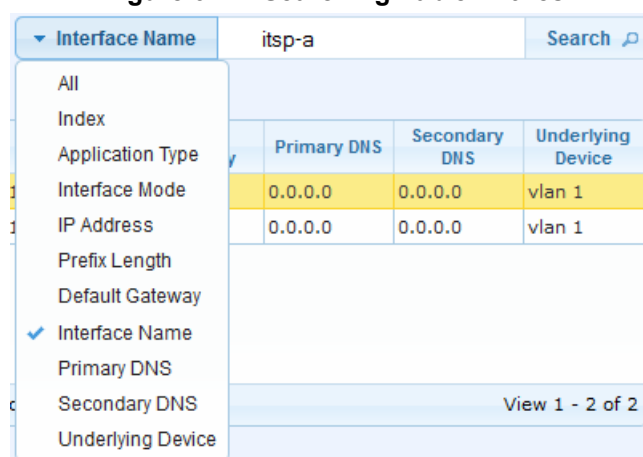 Interface Name itsp-a Search
All
Index
Application Type
Interface Mode
IP Address
Prefix Length
Default Gateway
Interface Name
Primary DNS
Secondary DNS
Underlying Device
y Primary DNS Secondary DNS Underlying Device
1 0.0.0.0 0.0.0.0 vlan 1
1 0.0.0.0 0.0.0.0 vlan 1
View 1 - 2 of 2